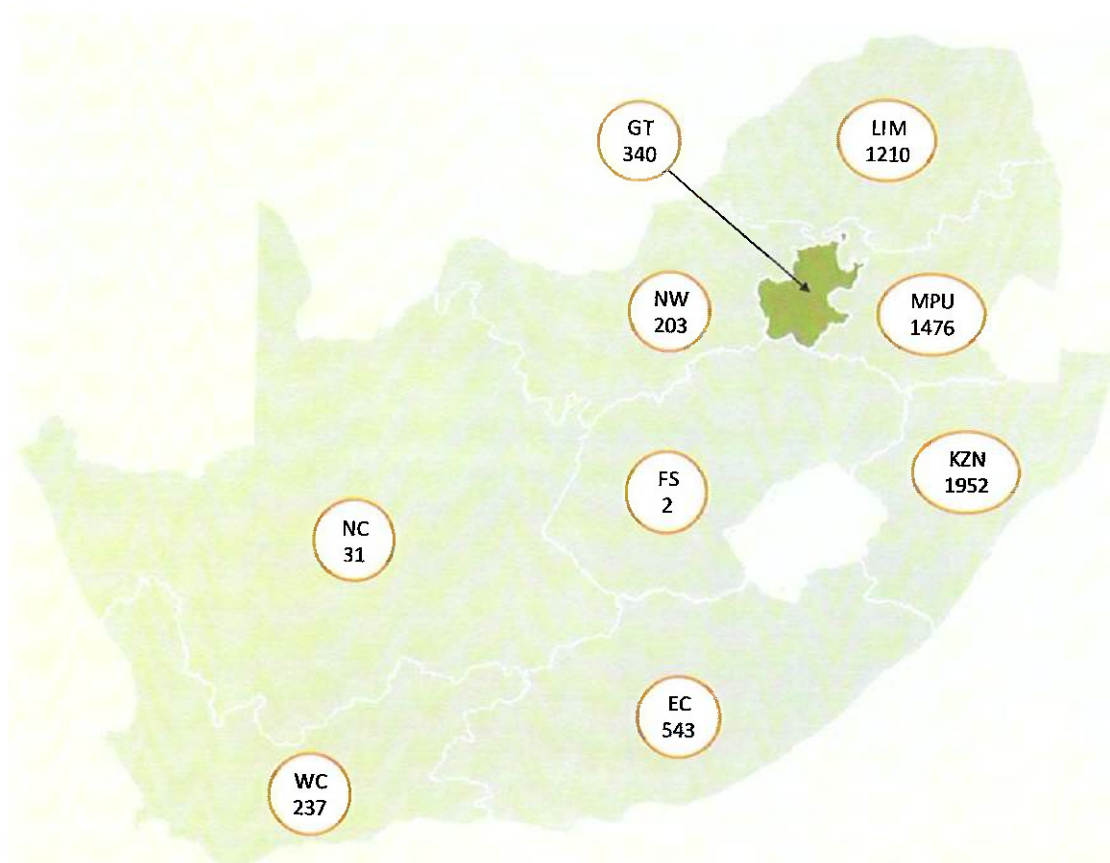 GT
340
LIM
1210
NW
203
MPU
1476
KZN
1952
FS
2
NC
31
EC
543
WC
237